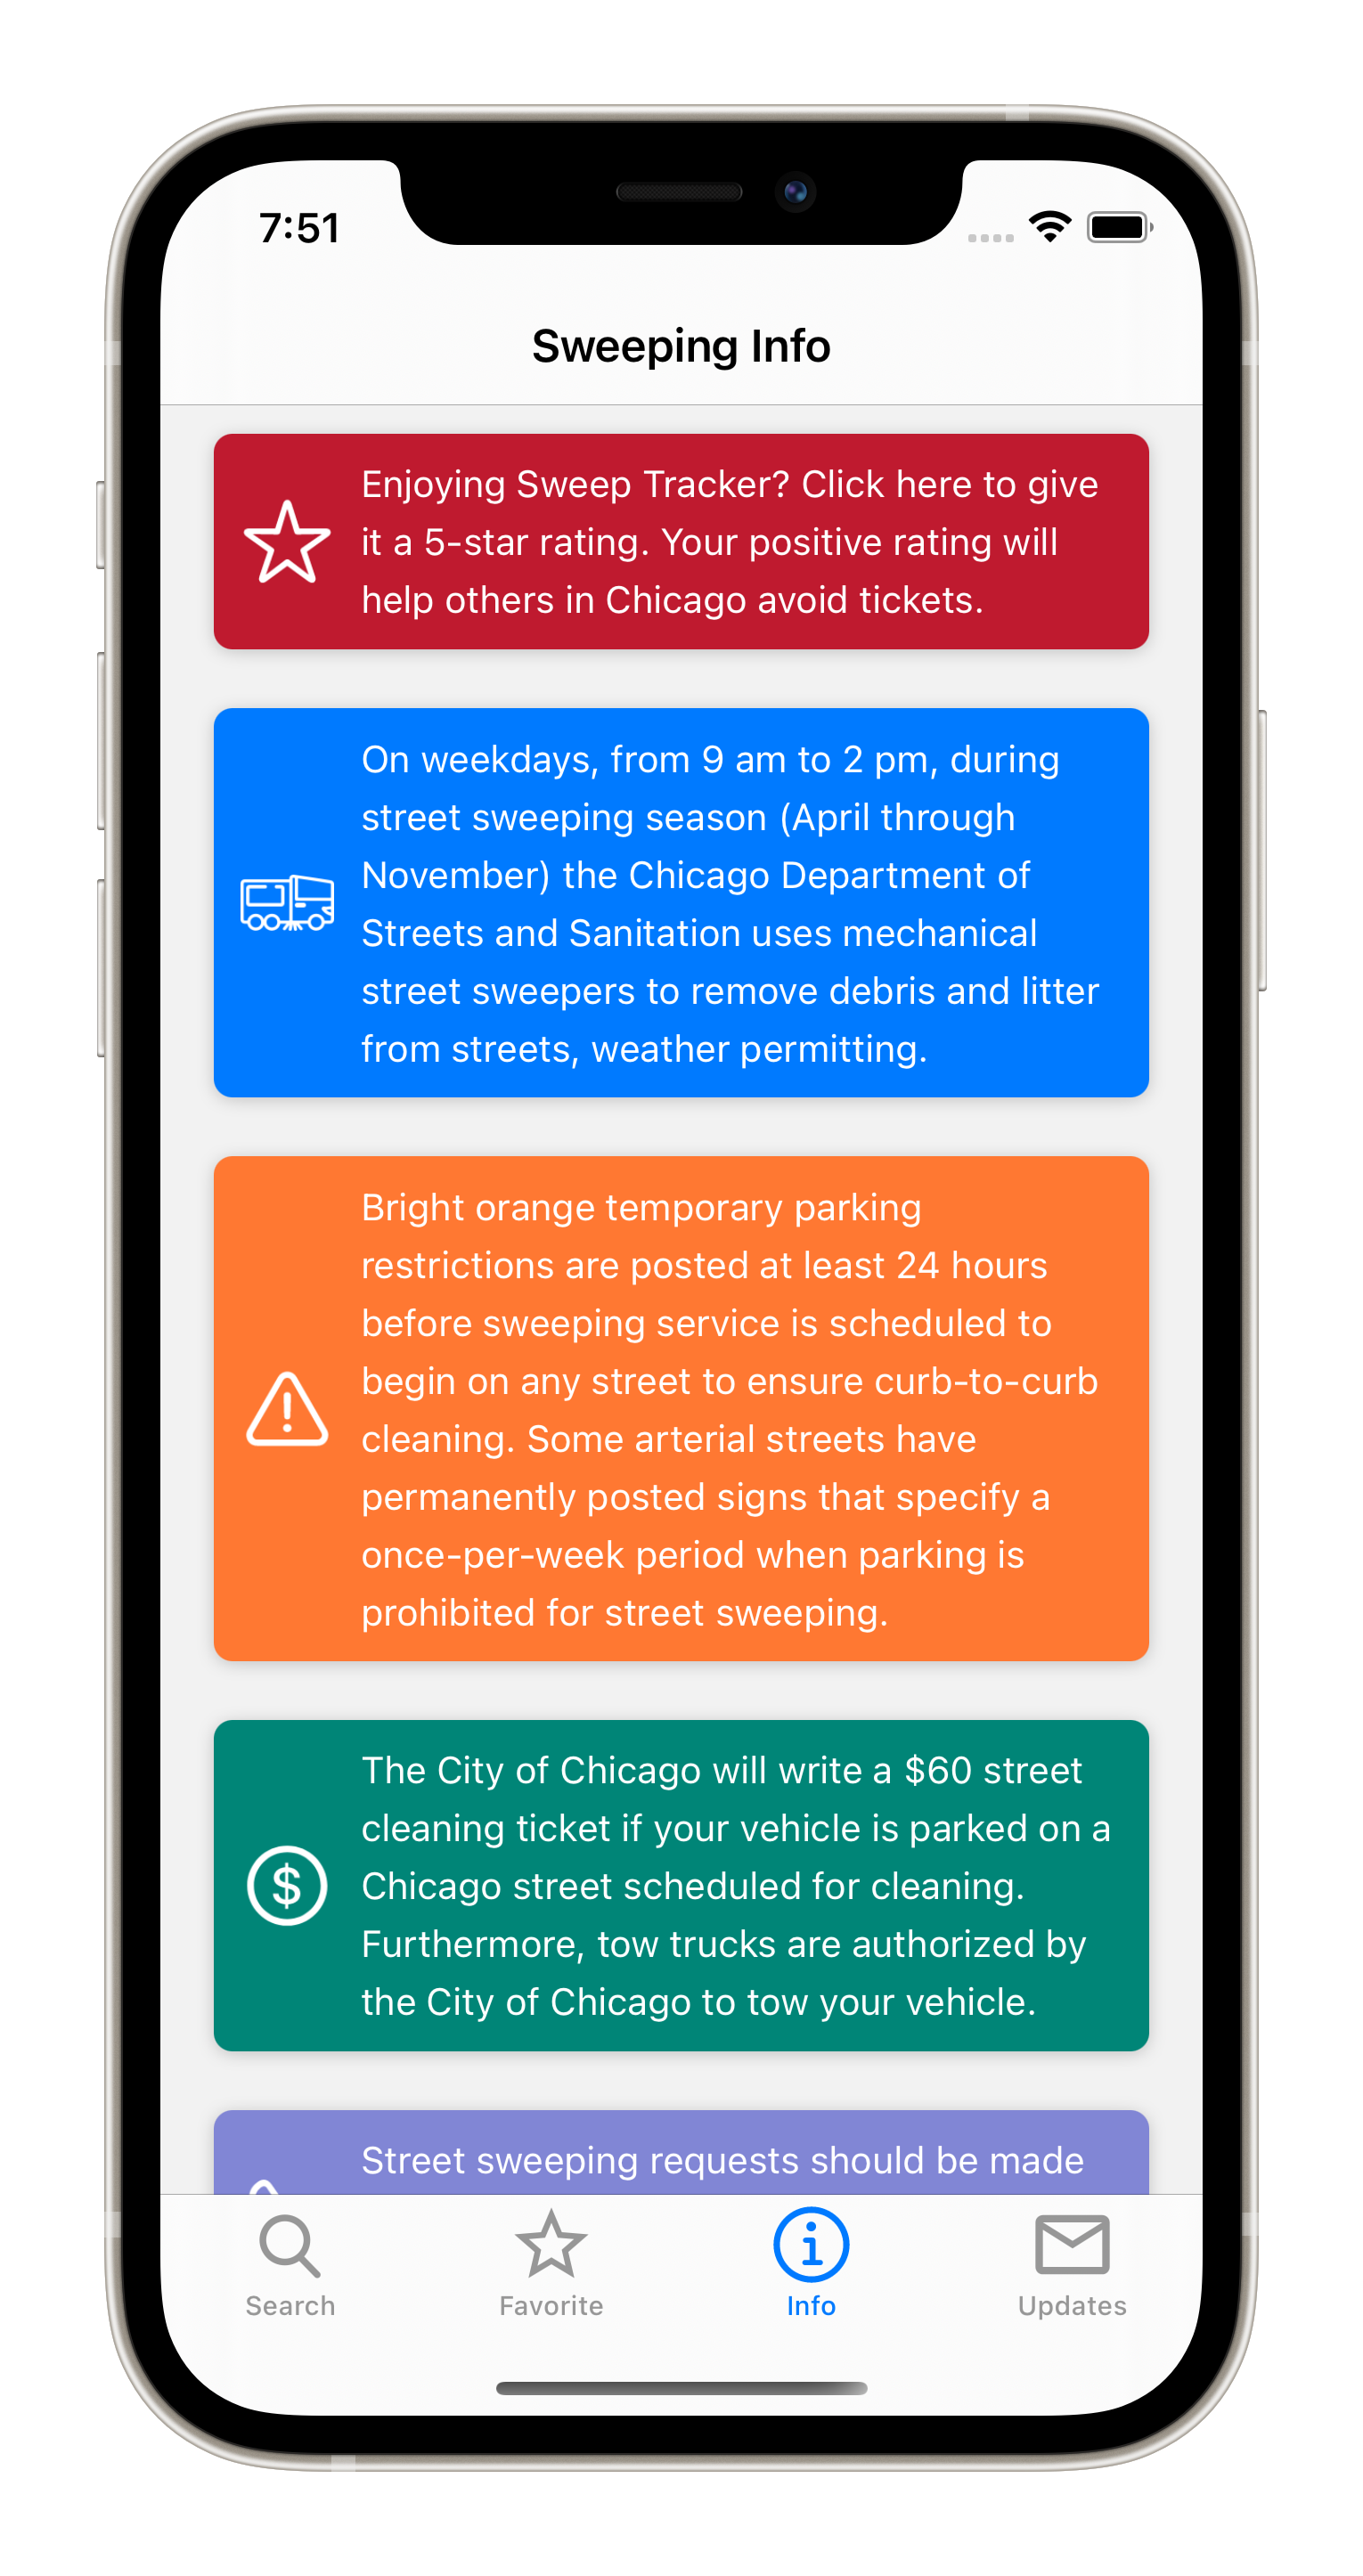 7:51
Sweeping Info
Enjoying Sweep Tracker? Click here to give
it a 5-star rating. Your positive rating will
help others in Chicago avoid tickets.
On weekdays, from 9 am to 2 pm, during
street sweeping season (April through
November) the Chicago Department of
Streets and Sanitation uses mechanical
street sweepers to remove debris and litter
from streets, weather permitting.
Bright orange temporary parking
restrictions are posted at least 24 hours
before sweeping service is scheduled to
begin on any street to ensure curb-to-curb
cleaning. Some arterial streets have
permanently posted signs that specify a
once-per-week period when parking is
prohibited for street sweeping.
The City of Chicago will write a $60 street
cleaning ticket if your vehicle is parked on a
Chicago street scheduled for cleaning.
Furthermore, tow trucks are authorized by
the City of Chicago to tow your vehicle.
Street sweeping requests should be made
Search Favorite Info Updates